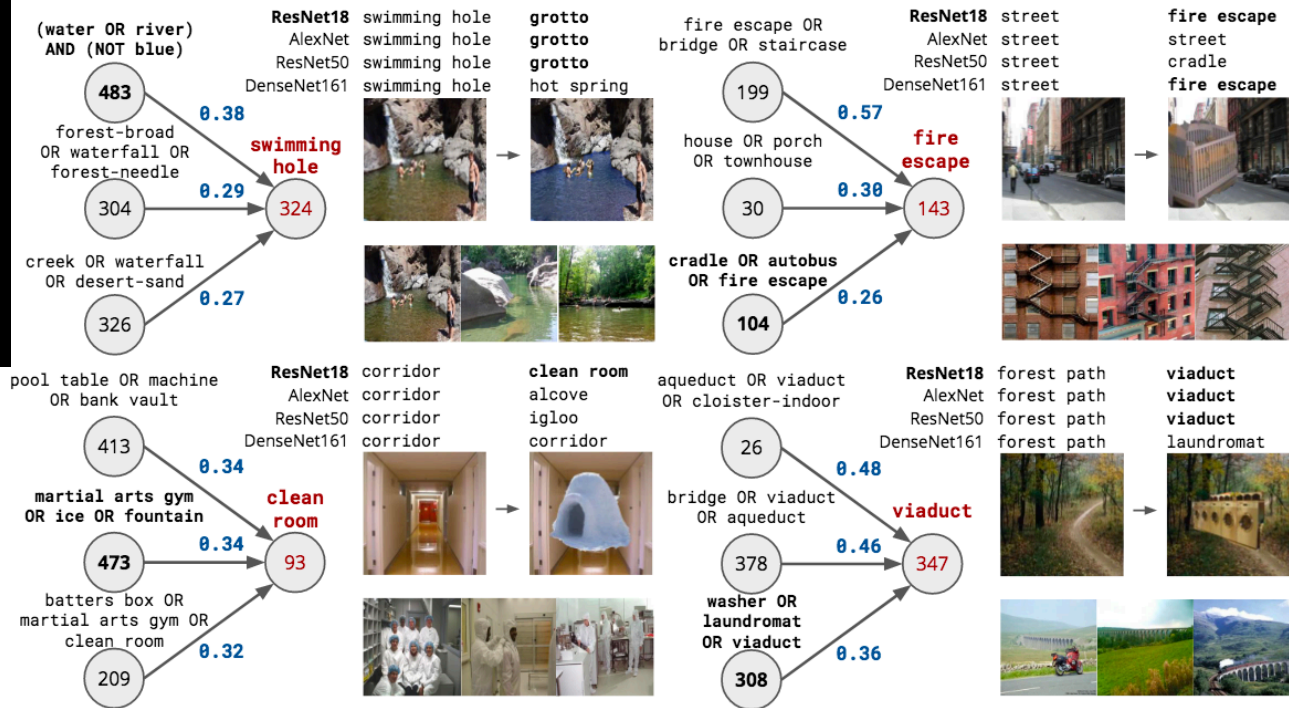 (water OR river)
AND (NOT blue)
483
0.38
forest-broad
OR waterfall OR
forest-needle
304
0.29
creek OR waterfall
OR desert-sand
326
0.27
swimming
hole
324
ResNet18 swimming hole grotto
AlexNet swimming hole grotto
ResNet50 swimming hole grotto
DenseNet161 swimming hole hot spring
fire escape OR
bridge OR staircase
199
0.57
house OR porch
OR townhouse
30
0.30
cradle OR autobus
OR fire escape
104
0.26
fire
escape
143
ResNet18 street fire escape
AlexNet street street
ResNet50 street cradle
DenseNet161 street fire escape
pool table OR machine
OR bank vault
413
0.34
martial arts gym
OR ice OR fountain
473
0.34
batters box OR
martial arts gym OR
clean room
209
0.32
clean
room
93
ResNet18 corridor clean room
AlexNet corridor alcove
ResNet50 corridor igloo
DenseNet161 corridor corridor
aqueduct OR viaduct
OR cloister-indoor
26
0.48
bridge OR viaduct
OR aqueduct
378
0.46
washer OR
laundromat
OR viaduct
308
0.36
viaduct
347
ResNet18 forest path viaduct
AlexNet forest path viaduct
ResNet50 forest path viaduct
DenseNet161 forest path laundromat